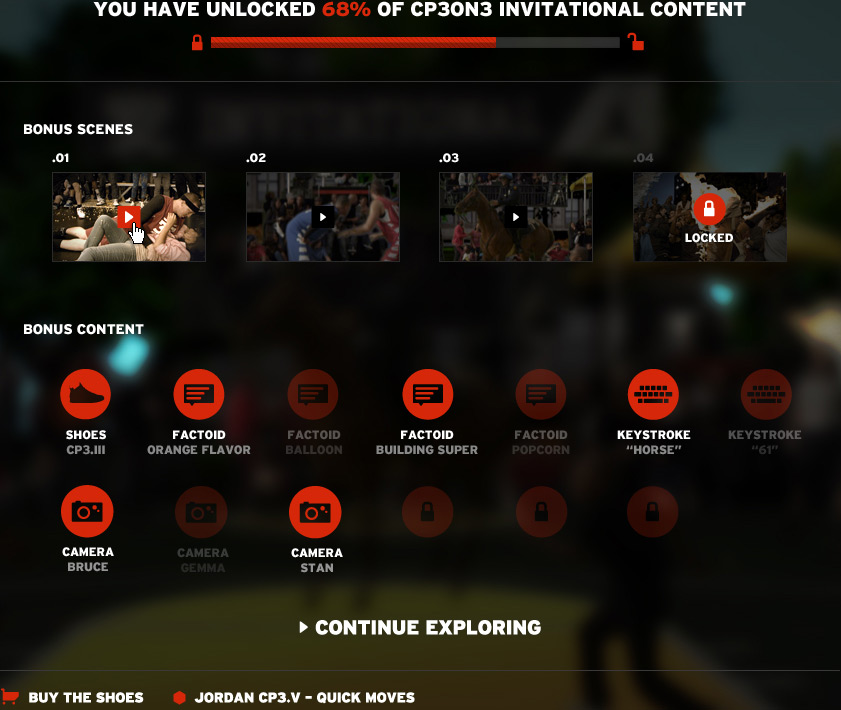 YOU HAVE UNLOCKED 68% OF CP3ON3 INVITATIONAL CONTENT
BONUS SCENES
.01
.02
.03
.04
LOCKED
BONUS CONTENT
SHOES
CP3.III
FACTOID
ORANGE FLAVOR
FACTOID
BALLOON
FACTOID
BUILDING SUPER
FACTOID
POPCORN
KEYSTROKE
“HORSE”
KEYSTROKE
“61”
CAMERA
BRUCE
CAMERA
GEMMA
CAMERA
STAN
CONTINUE EXPLORING
BUY THE SHOES
JORDAN CP3.V – QUICK MOVES
INVITATIONAL